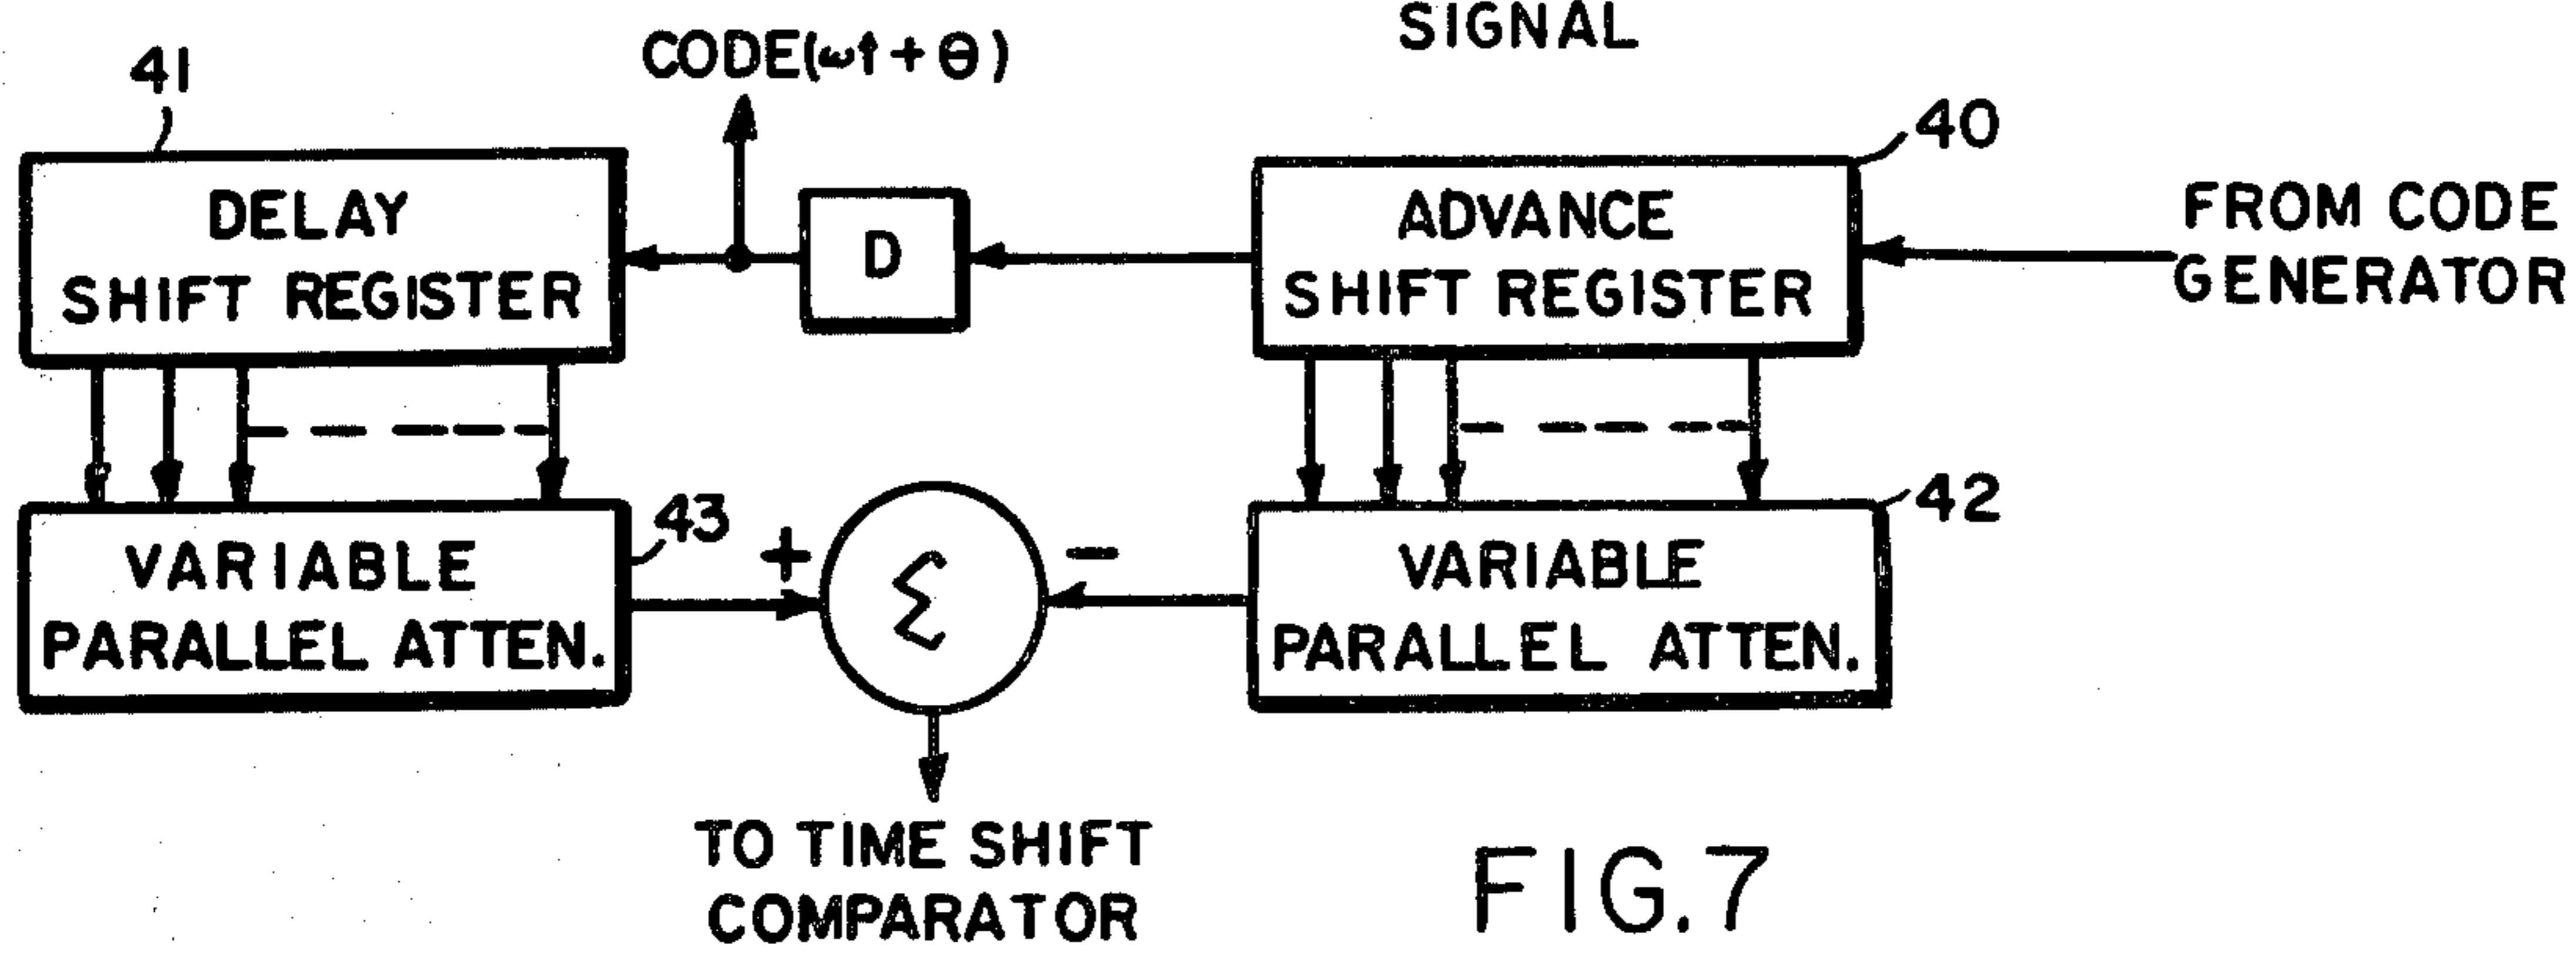 SIGNAL
CODE(ωt + θ)
41
40
DELAY
SHIFT REGISTER
D
ADVANCE
SHIFT REGISTER
FROM CODE
GENERATOR
43
42
VARIABLE
PARALLEL ATTEN.
+
Σ
−
VARIABLE
PARALLEL ATTEN.
TO TIME SHIFT
COMPARATOR
FIG.7